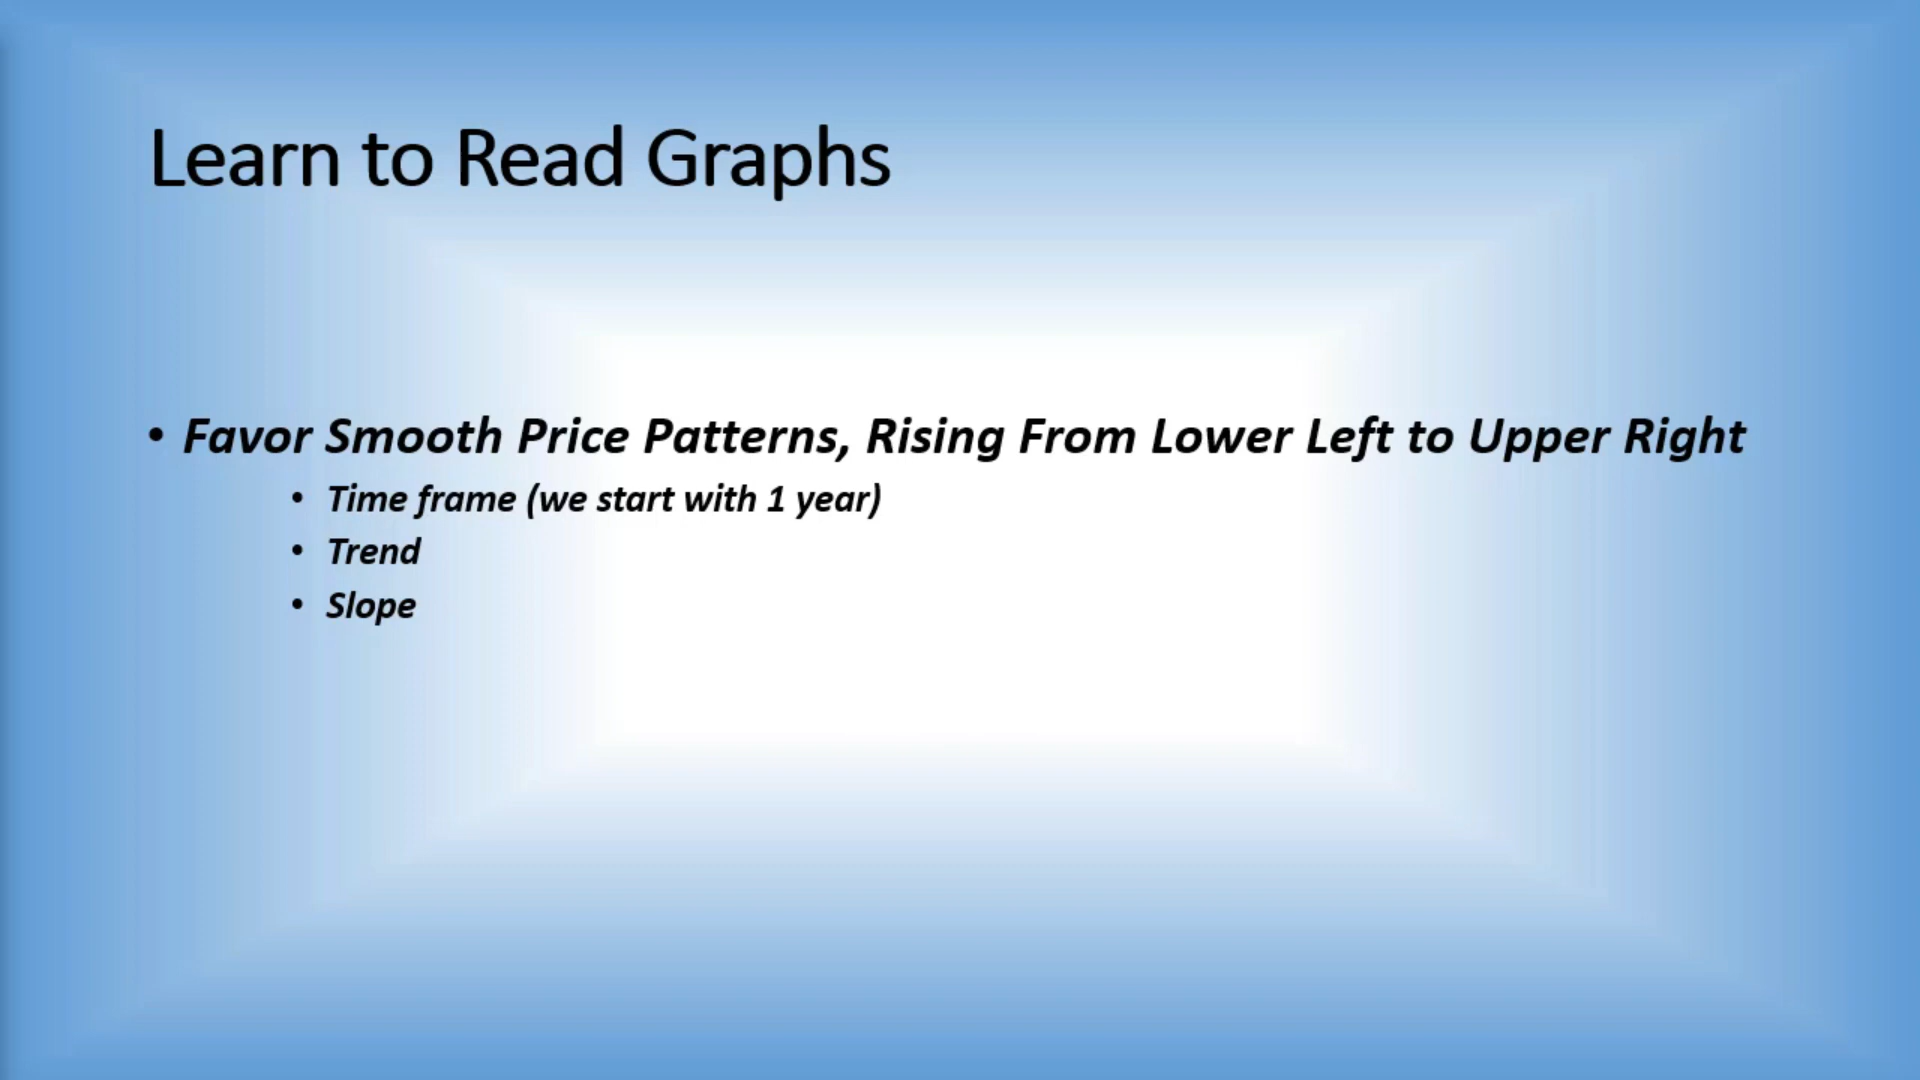 Learn to Read Graphs
• Favor Smooth Price Patterns, Rising From Lower Left to Upper Right
• Time frame (we start with 1 year)
• Trend
• Slope